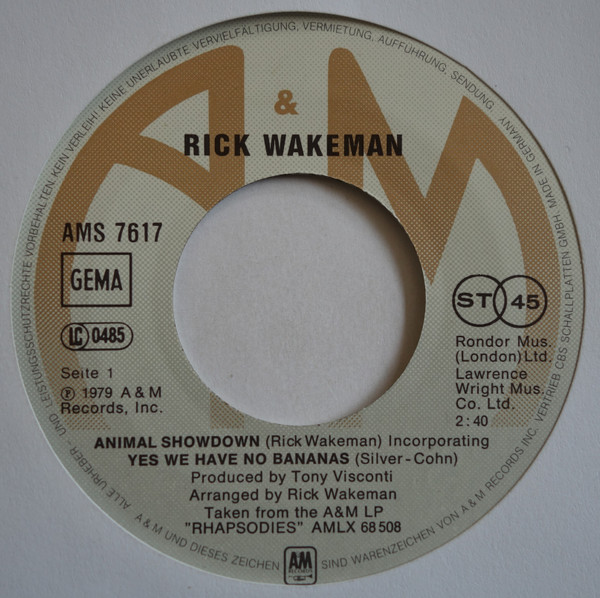 ALLE URHEBER- UND LEISTUNGSSCHUTZRECHTE VORBEHALTEN KEIN VERLEIH! KEINE UNERLAUBTE VERVIELFÄLTIGUNG, VERMIETUNG, AUFFÜHRUNG, SENDUNG.
MADE IN GERMANY
A & M
RICK WAKEMAN
AMS 7617
GEMA
LC 0485
Seite 1
℗ 1979 A & M
Records, Inc.
ST 45
Rondor Mus.
(London) Ltd.
Lawrence
Wright Mus.
Co. Ltd.
2:40
ANIMAL SHOWDOWN (Rick Wakeman) Incorporating
YES WE HAVE NO BANANAS (Silver-Cohn)
Produced by Tony Visconti
Arranged by Rick Wakeman
Taken from the A&M LP
"RHAPSODIES" AMLX 68 508
A & M UND DIESES ZEICHEN
AM
SIND WARENZEICHEN VON A & M RECORDS INC. VERTRIEB CBS SCHALLPLATTEN GMBH.